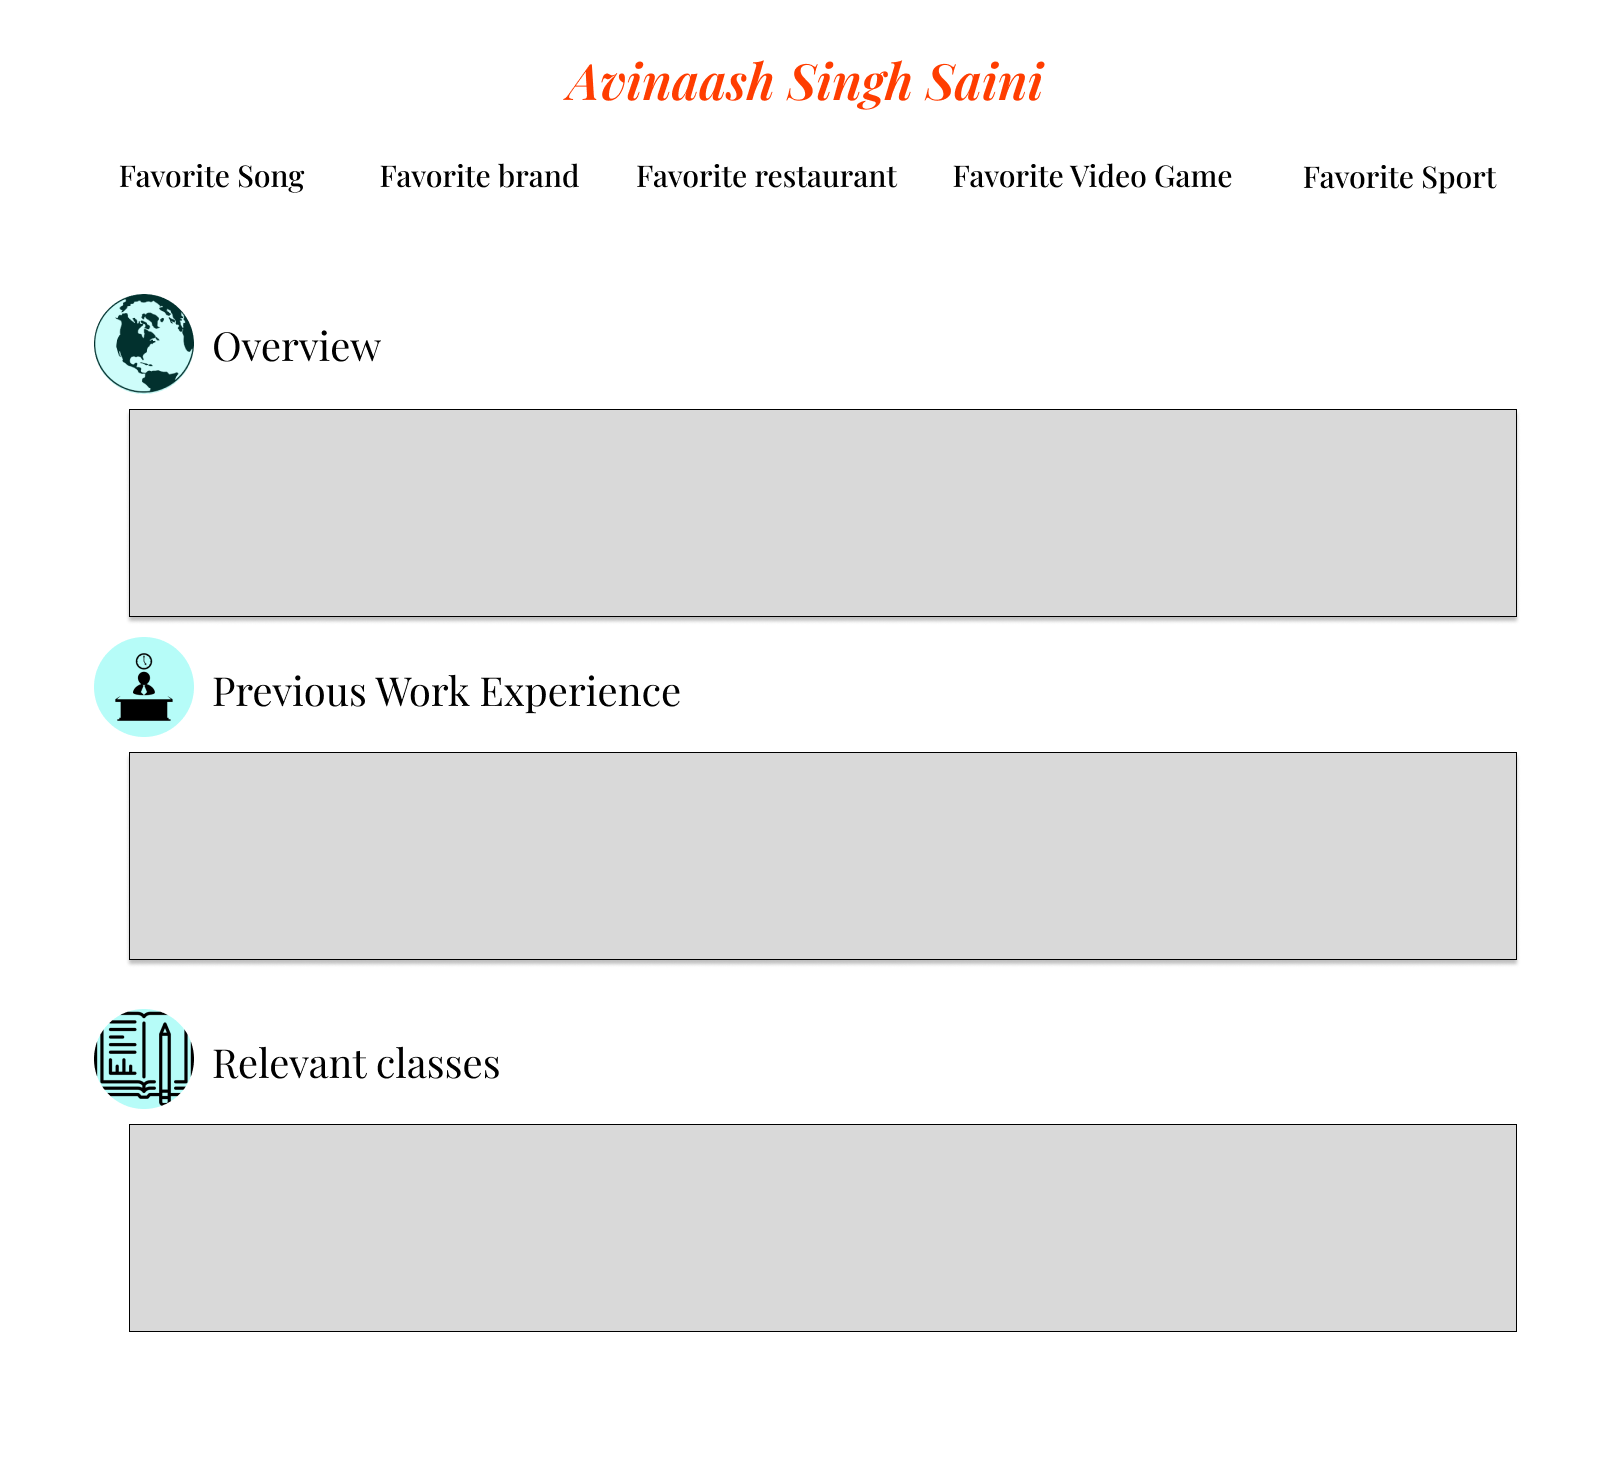 Avinaash Singh Saini
Favorite Song Favorite brand Favorite restaurant Favorite Video Game Favorite Sport
Overview
Previous Work Experience
Relevant classes